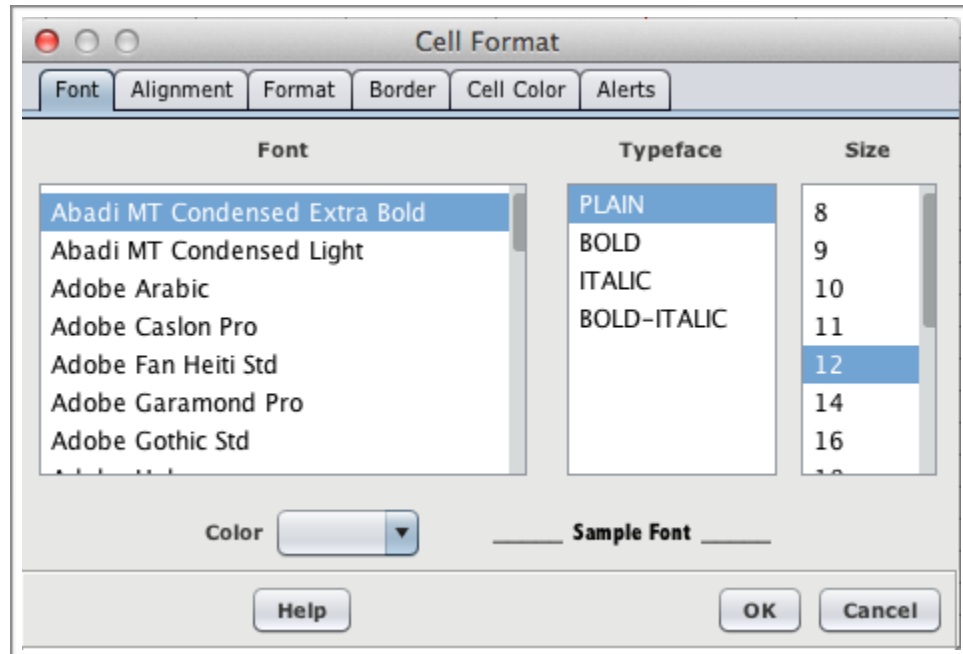 Cell Format
Font Alignment Format Border Cell Color Alerts
Font Typeface Size
Abadi MT Condensed Extra Bold
Abadi MT Condensed Light
Adobe Arabic
Adobe Caslon Pro
Adobe Fan Heiti Std
Adobe Garamond Pro
Adobe Gothic Std
PLAIN
BOLD
ITALIC
BOLD-ITALIC
8
9
10
11
12
14
16
Color
______ Sample Font ______
Help OK Cancel